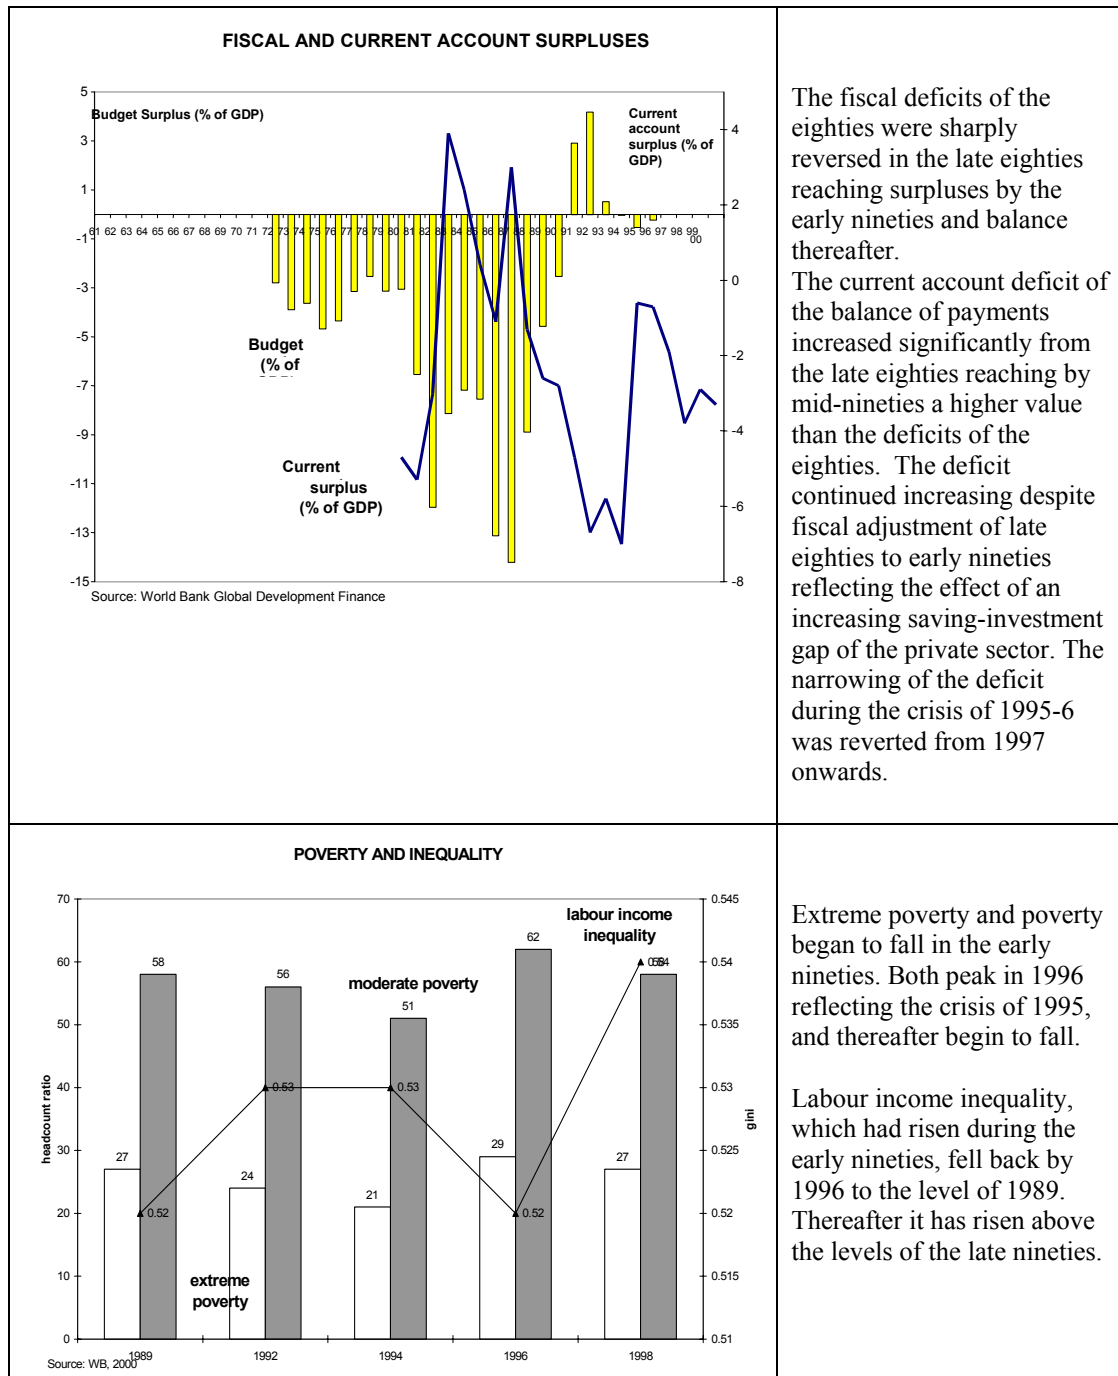 FISCAL AND CURRENT ACCOUNT SURPLUSES
Budget Surplus (% of GDP)
Current
account
surplus (% of
GDP)
5
3
1
-1
-3
-5
-7
-9
-11
-13
-15
4
2
0
-2
-4
-6
-8
61 62 63 64 65 66 67 68 69 70 71 72 73 74 75 76 77 78 79 80 81 82 83 84 85 86 87 88 89 90 91 92 93 94 95 96 97 98 99
00
Budget
(% of
Current
surplus
(% of GDP)
Source: World Bank Global Development Finance
The fiscal deficits of the
eighties were sharply
reversed in the late eighties
reaching surpluses by the
early nineties and balance
thereafter.
The current account deficit of
the balance of payments
increased significantly from
the late eighties reaching by
mid-nineties a higher value
than the deficits of the
eighties. The deficit
continued increasing despite
fiscal adjustment of late
eighties to early nineties
reflecting the effect of an
increasing saving-investment
gap of the private sector. The
narrowing of the deficit
during the crisis of 1995-6
was reverted from 1997
onwards.
POVERTY AND INEQUALITY
70
60
50
40
30
20
10
0
headcount ratio
0.545
0.54
0.535
0.53
0.525
0.52
0.515
0.51
gini
labour income
inequality
moderate poverty
extreme
poverty
27
58
24
56
21
51
29
62
27
0.52
0.53
0.53
0.52
1989
1992
1994
1996
1998
Source: WB, 2000
Extreme poverty and poverty
began to fall in the early
nineties. Both peak in 1996
reflecting the crisis of 1995,
and thereafter begin to fall.
Labour income inequality,
which had risen during the
early nineties, fell back by
1996 to the level of 1989.
Thereafter it has risen above
the levels of the late nineties.